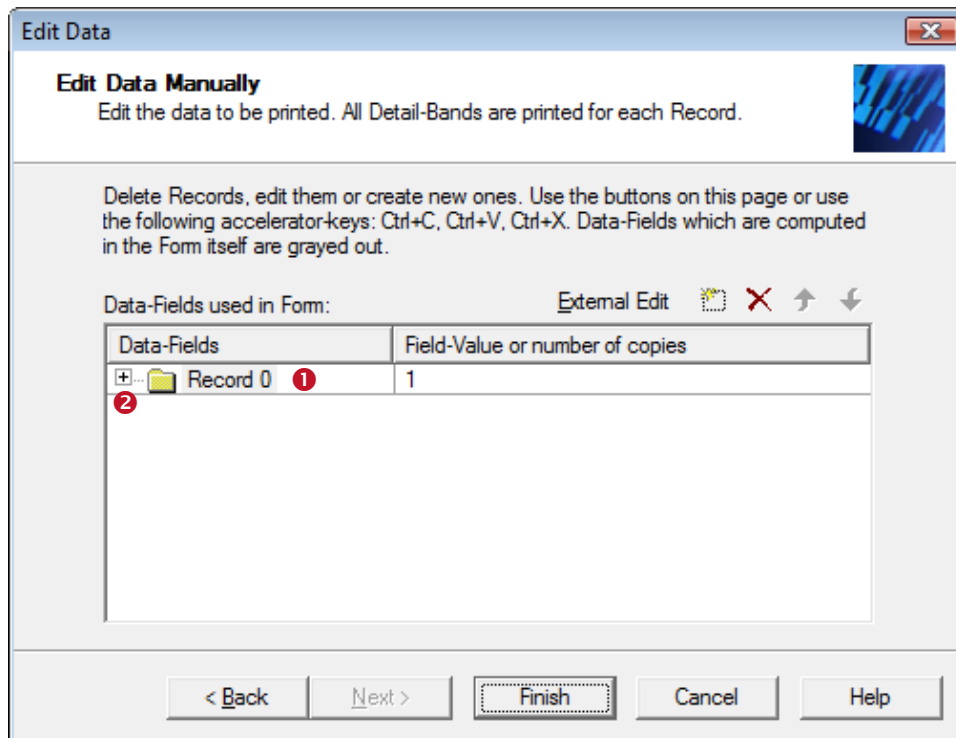 Edit Data
Edit Data Manually
Edit the data to be printed. All Detail-Bands are printed for each Record.
Delete Records, edit them or create new ones. Use the buttons on this page or use
the following accelerator-keys: Ctrl+C, Ctrl+V, Ctrl+X. Data-Fields which are computed
in the Form itself are grayed out.
Data-Fields used in Form: External Edit
Data-Fields Field-Value or number of copies
Record 0 1 1
2
< Back Next > Finish Cancel Help